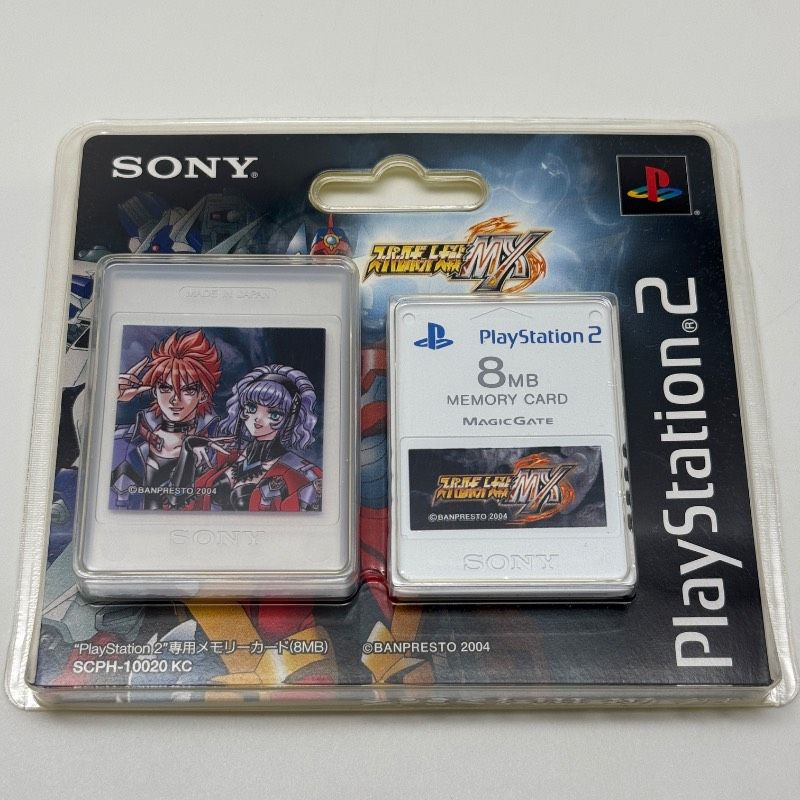 SONY®
スーパーロボット大戦MX
MADE IN JAPAN
©BANPRESTO 2004
SONY
PlayStation 2
8MB
MEMORY CARD
MAGICGATE
スーパーロボット大戦MX
©BANPRESTO 2004
SONY
PlayStation®2
"PlayStation 2"専用メモリーカード(8MB)
SCPH-10020 KC
©BANPRESTO 2004